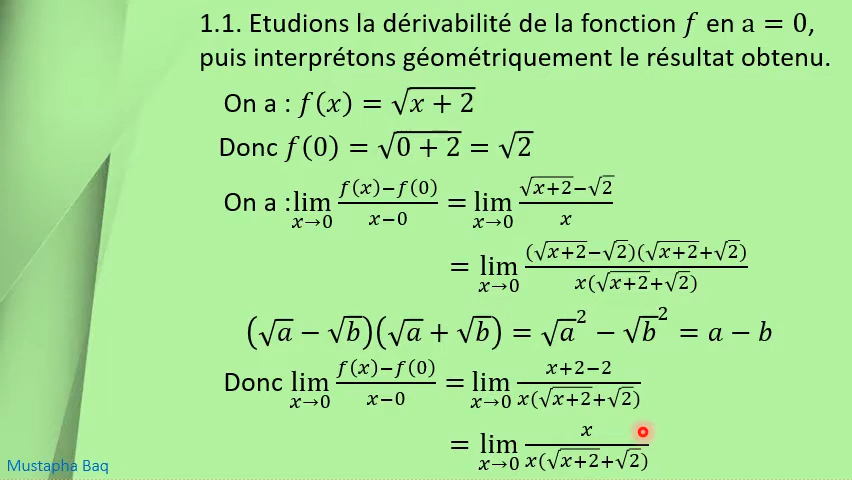 1.1. Etudions la dérivabilité de la fonction f en a = 0,
puis interprétons géométriquement le résultat obtenu.
On a : f(x) = √(x + 2)
Donc f(0) = √(0 + 2) = √2
On a : lim_{x→0} (f(x)−f(0))/(x−0) = lim_{x→0} (√(x+2)−√2)/x
= lim_{x→0} ((√(x+2)−√2)(√(x+2)+√2))/(x(√(x+2)+√2))
(√a − √b)(√a + √b) = √a² − √b² = a − b
Donc lim_{x→0} (f(x)−f(0))/(x−0) = lim_{x→0} (x+2−2)/(x(√(x+2)+√2))
= lim_{x→0} x/(x(√(x+2)+√2))
Mustapha Baq